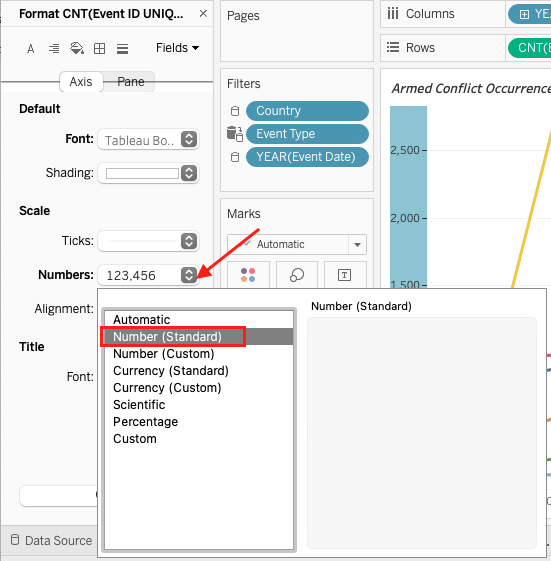 Format CNT(Event ID UNIQ...
Fields
Axis
Pane
Default
Font:
Tableau Bo..
Shading:
Scale
Ticks:
Numbers:
123,456
Alignment:
Title
Font:
Data Source
Pages
Filters
Country
Event Type
YEAR(Event Date)
Marks
Automatic
Columns
YE
Rows
CNT(E
Armed Conflict Occurrence
2,500
2,000
1,500
Automatic
Number (Standard)
Number (Custom)
Currency (Standard)
Currency (Custom)
Scientific
Percentage
Custom
Number (Standard)